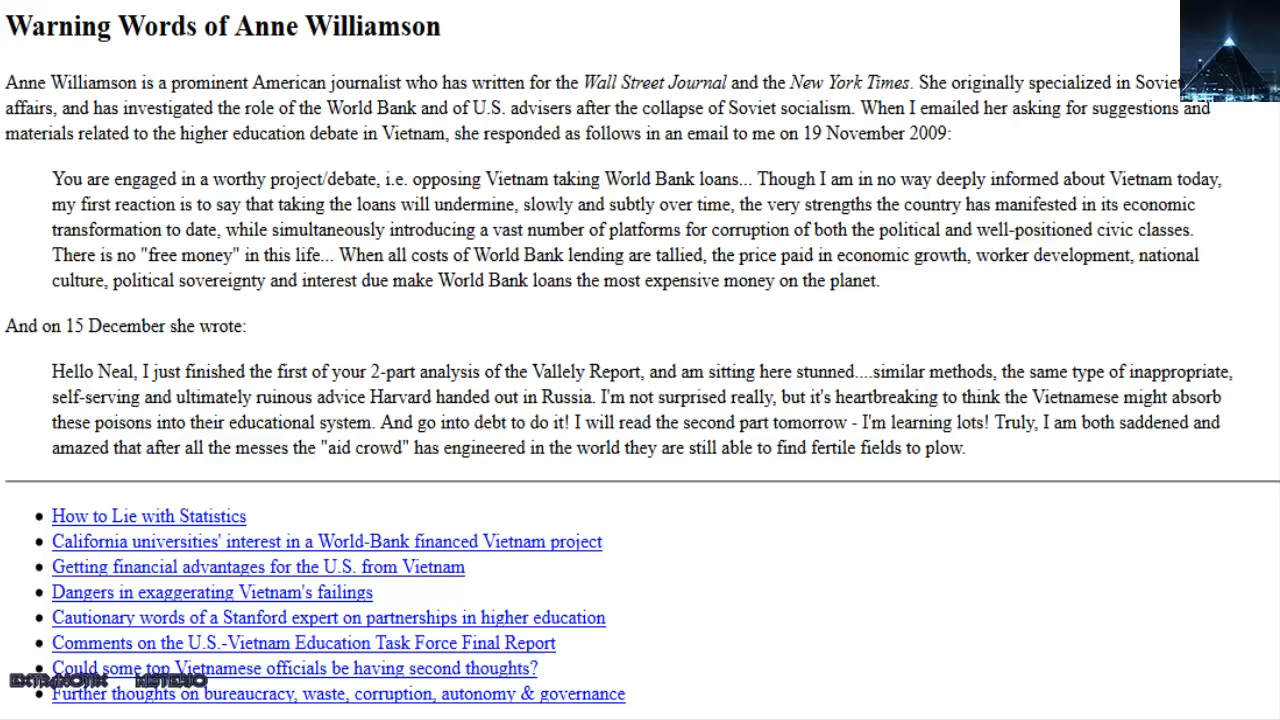 Warning Words of Anne Williamson
Anne Williamson is a prominent American journalist who has written for the Wall Street Journal and the New York Times. She originally specialized in Soviet
affairs, and has investigated the role of the World Bank and of U.S. advisers after the collapse of Soviet socialism. When I emailed her asking for suggestions and
materials related to the higher education debate in Vietnam, she responded as follows in an email to me on 19 November 2009:
You are engaged in a worthy project/debate, i.e. opposing Vietnam taking World Bank loans... Though I am in no way deeply informed about Vietnam today,
my first reaction is to say that taking the loans will undermine, slowly and subtly over time, the very strengths the country has manifested in its economic
transformation to date, while simultaneously introducing a vast number of platforms for corruption of both the political and well-positioned civic classes.
There is no "free money" in this life... When all costs of World Bank lending are tallied, the price paid in economic growth, worker development, national
culture, political sovereignty and interest due make World Bank loans the most expensive money on the planet.
And on 15 December she wrote:
Hello Neal, I just finished the first of your 2-part analysis of the Vallely Report, and am sitting here stunned....similar methods, the same type of inappropriate,
self-serving and ultimately ruinous advice Harvard handed out in Russia. I'm not surprised really, but it's heartbreaking to think the Vietnamese might absorb
these poisons into their educational system. And go into debt to do it! I will read the second part tomorrow - I'm learning lots! Truly, I am both saddened and
amazed that after all the messes the "aid crowd" has engineered in the world they are still able to find fertile fields to plow.
How to Lie with Statistics
California universities' interest in a World-Bank financed Vietnam project
Getting financial advantages for the U.S. from Vietnam
Dangers in exaggerating Vietnam's failings
Cautionary words of a Stanford expert on partnerships in higher education
Comments on the U.S.-Vietnam Education Task Force Final Report
Could some top Vietnamese officials be having second thoughts?
EXTRANOTIX MISTERIO
Further thoughts on bureaucracy, waste, corruption, autonomy & governance